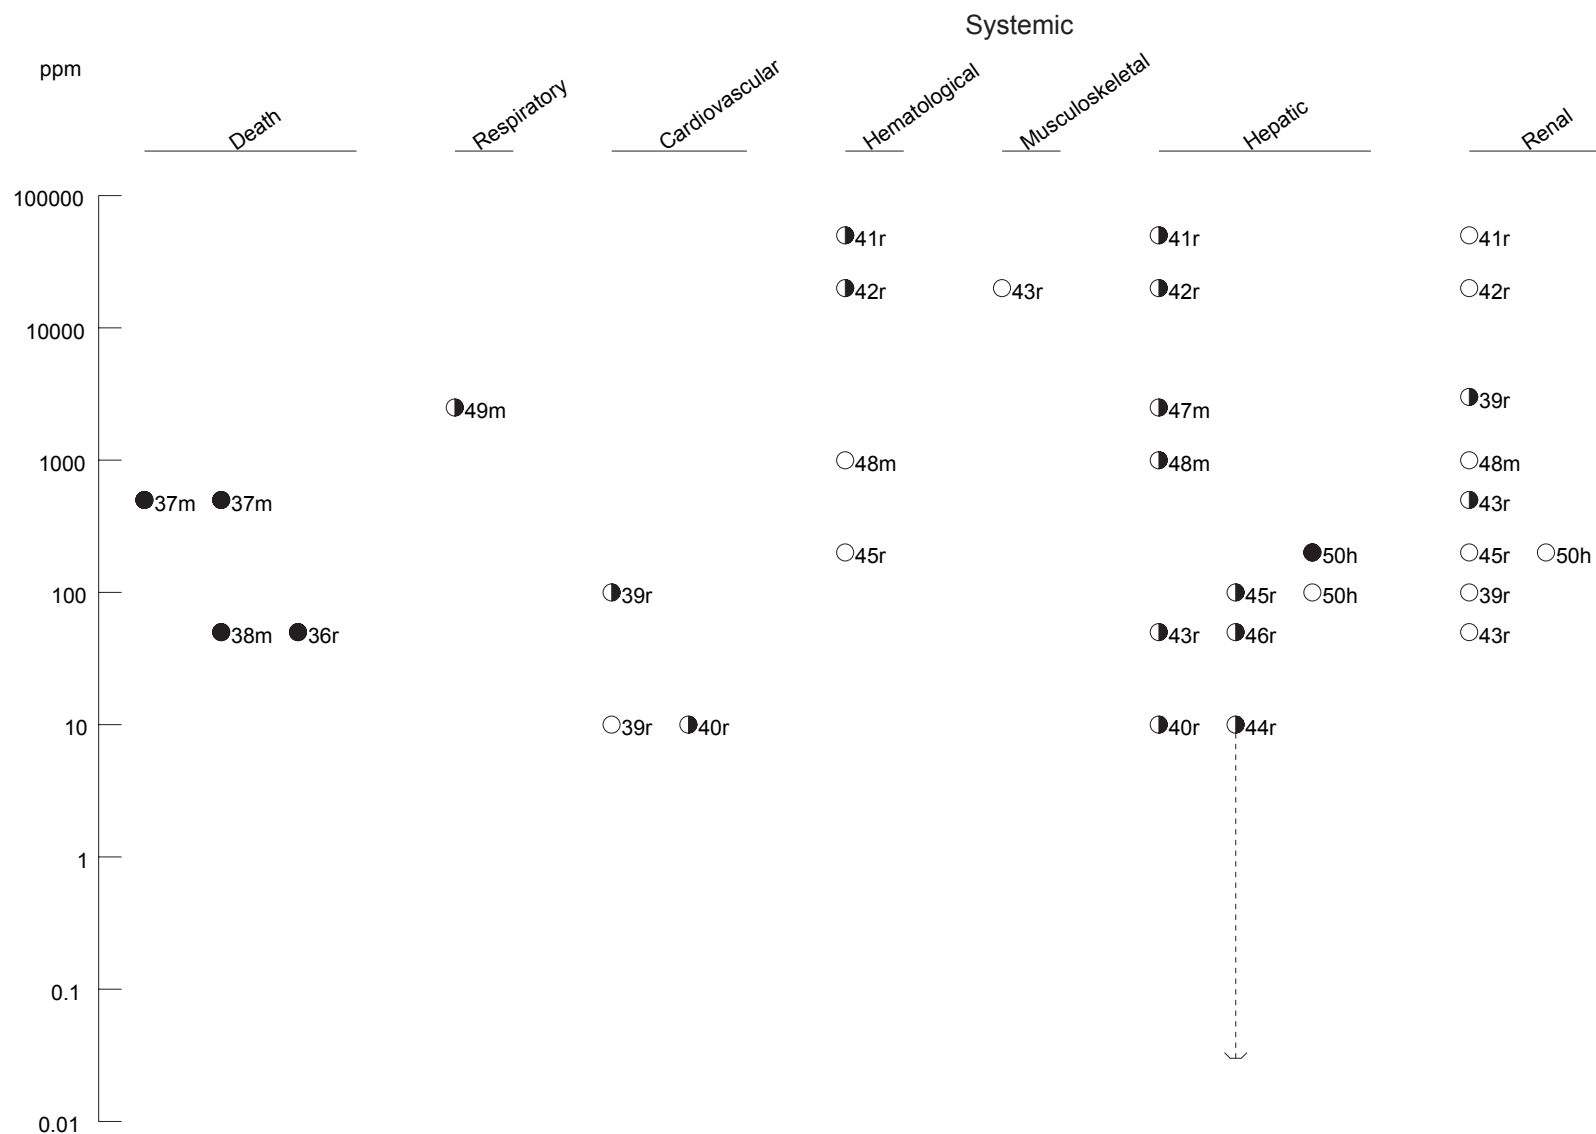 Systemic
ppm
Death
Respiratory
Cardiovascular
Hematological
Musculoskeletal
Hepatic
Renal
100000
41r 41r 41r
42r 43r 42r 42r
10000
39r
49m 47m
1000 48m 48m 48m
37m 37m 43r
45r 50h 45r 50h
100 39r 45r 50h 39r
38m 36r 43r 46r 43r
10 39r 40r 40r 44r
1
0.1
0.01